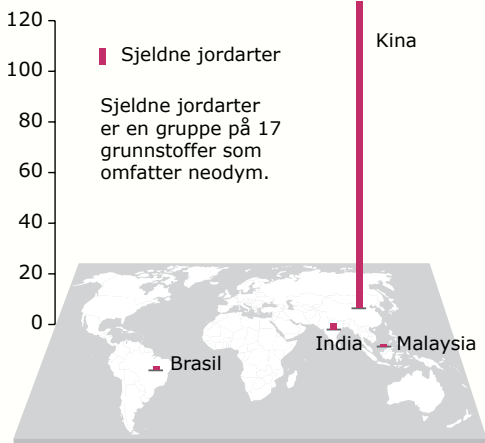 120
100
80
60
40
20
0
Sjeldne jordarter
Sjeldne jordarter
er en gruppe på 17
grunnstoffer som
omfatter neodym.
Kina
India
Malaysia
Brasil